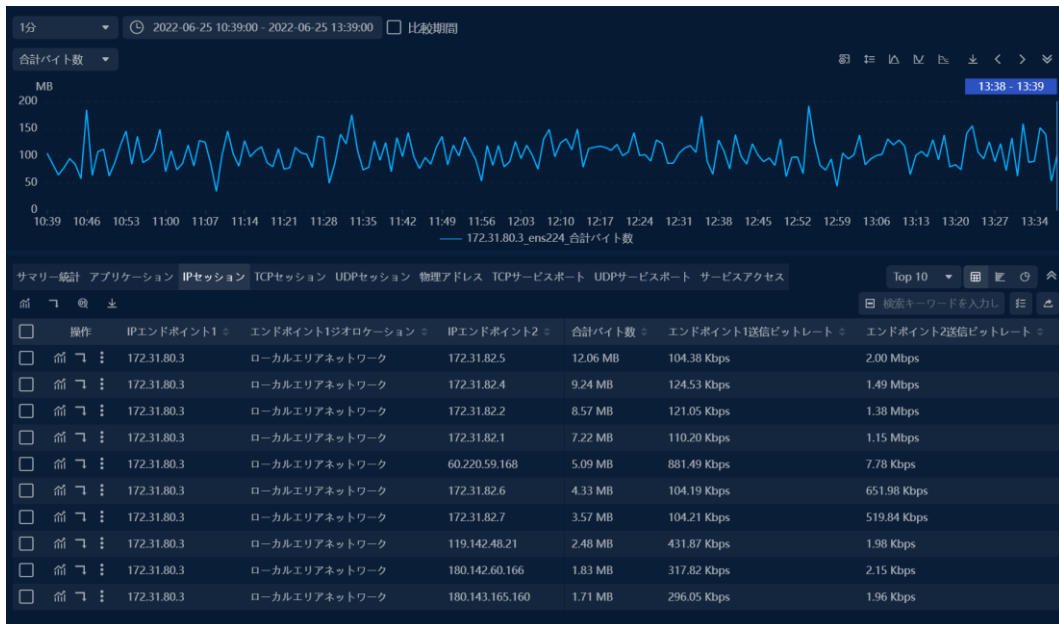 1分 2022-06-25 10:39:00 - 2022-06-25 13:39:00 比較期間
合計バイト数
MB
13:38 - 13:39
200
150
100
50
0
10:39 10:46 10:53 11:00 11:07 11:14 11:21 11:28 11:35 11:42 11:49 11:56 12:03 12:10 12:17 12:24 12:31 12:38 12:45 12:52 12:59 13:06 13:13 13:20 13:27 13:34
172.31.80.3_ens224_合計バイト数
サマリー統計 アプリケーション IPセッション TCPセッション UDPセッション 物理アドレス TCPサービスポート UDPサービスポート サービスアクセス Top 10
検索キーワードを入力し
操作 IPエンドポイント1 エンドポイント1ジオロケーション IPエンドポイント2 合計バイト数 エンドポイント1送信ビットレート エンドポイント2送信ビットレート
172.31.80.3 ローカルエリアネットワーク 172.31.82.5 12.06 MB 104.38 Kbps 2.00 Mbps
172.31.80.3 ローカルエリアネットワーク 172.31.82.4 9.24 MB 124.53 Kbps 1.49 Mbps
172.31.80.3 ローカルエリアネットワーク 172.31.82.2 8.57 MB 121.05 Kbps 1.38 Mbps
172.31.80.3 ローカルエリアネットワーク 172.31.82.1 7.22 MB 110.20 Kbps 1.15 Mbps
172.31.80.3 ローカルエリアネットワーク 60.220.59.168 5.09 MB 881.49 Kbps 7.78 Kbps
172.31.80.3 ローカルエリアネットワーク 172.31.82.6 4.33 MB 104.19 Kbps 651.98 Kbps
172.31.80.3 ローカルエリアネットワーク 172.31.82.7 3.57 MB 104.21 Kbps 519.84 Kbps
172.31.80.3 ローカルエリアネットワーク 119.142.48.21 2.48 MB 431.87 Kbps 1.98 Kbps
172.31.80.3 ローカルエリアネットワーク 180.142.60.166 1.83 MB 317.82 Kbps 2.15 Kbps
172.31.80.3 ローカルエリアネットワーク 180.143.165.160 1.71 MB 296.05 Kbps 1.96 Kbps